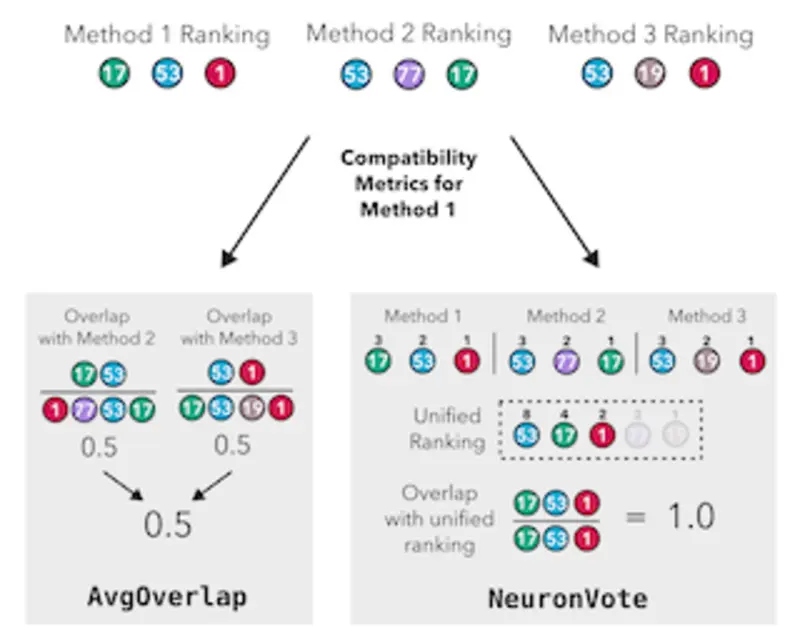 Method 1 Ranking
17 53 1
Method 2 Ranking
53 77 17
Method 3 Ranking
53 19 1
Compatibility
Metrics for
Method 1
Overlap
with Method 2
17 53
1 77 53 17
0.5
Overlap
with Method 3
53 1
17 53 19 1
0.5
0.5
AvgOverlap
Method 1
3 2 1
17 53 1
Method 2
3 2 1
53 77 17
Method 3
3 2 1
53 19 1
Unified
Ranking
8 4 2 2 1
53 17 1
Overlap
with unified
ranking
17 53 1
17 53 1
= 1.0
NeuronVote